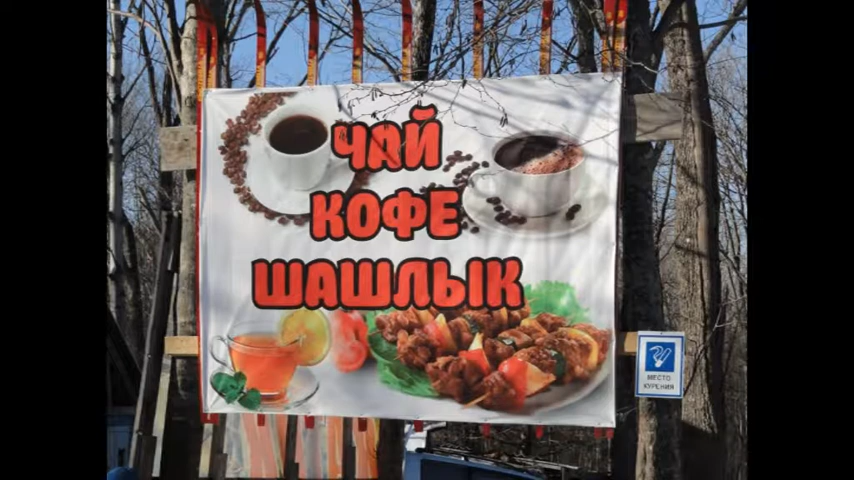 ЧАЙ
КОФЕ
ШАШЛЫК
МЕСТО
КУРЕНИЯ